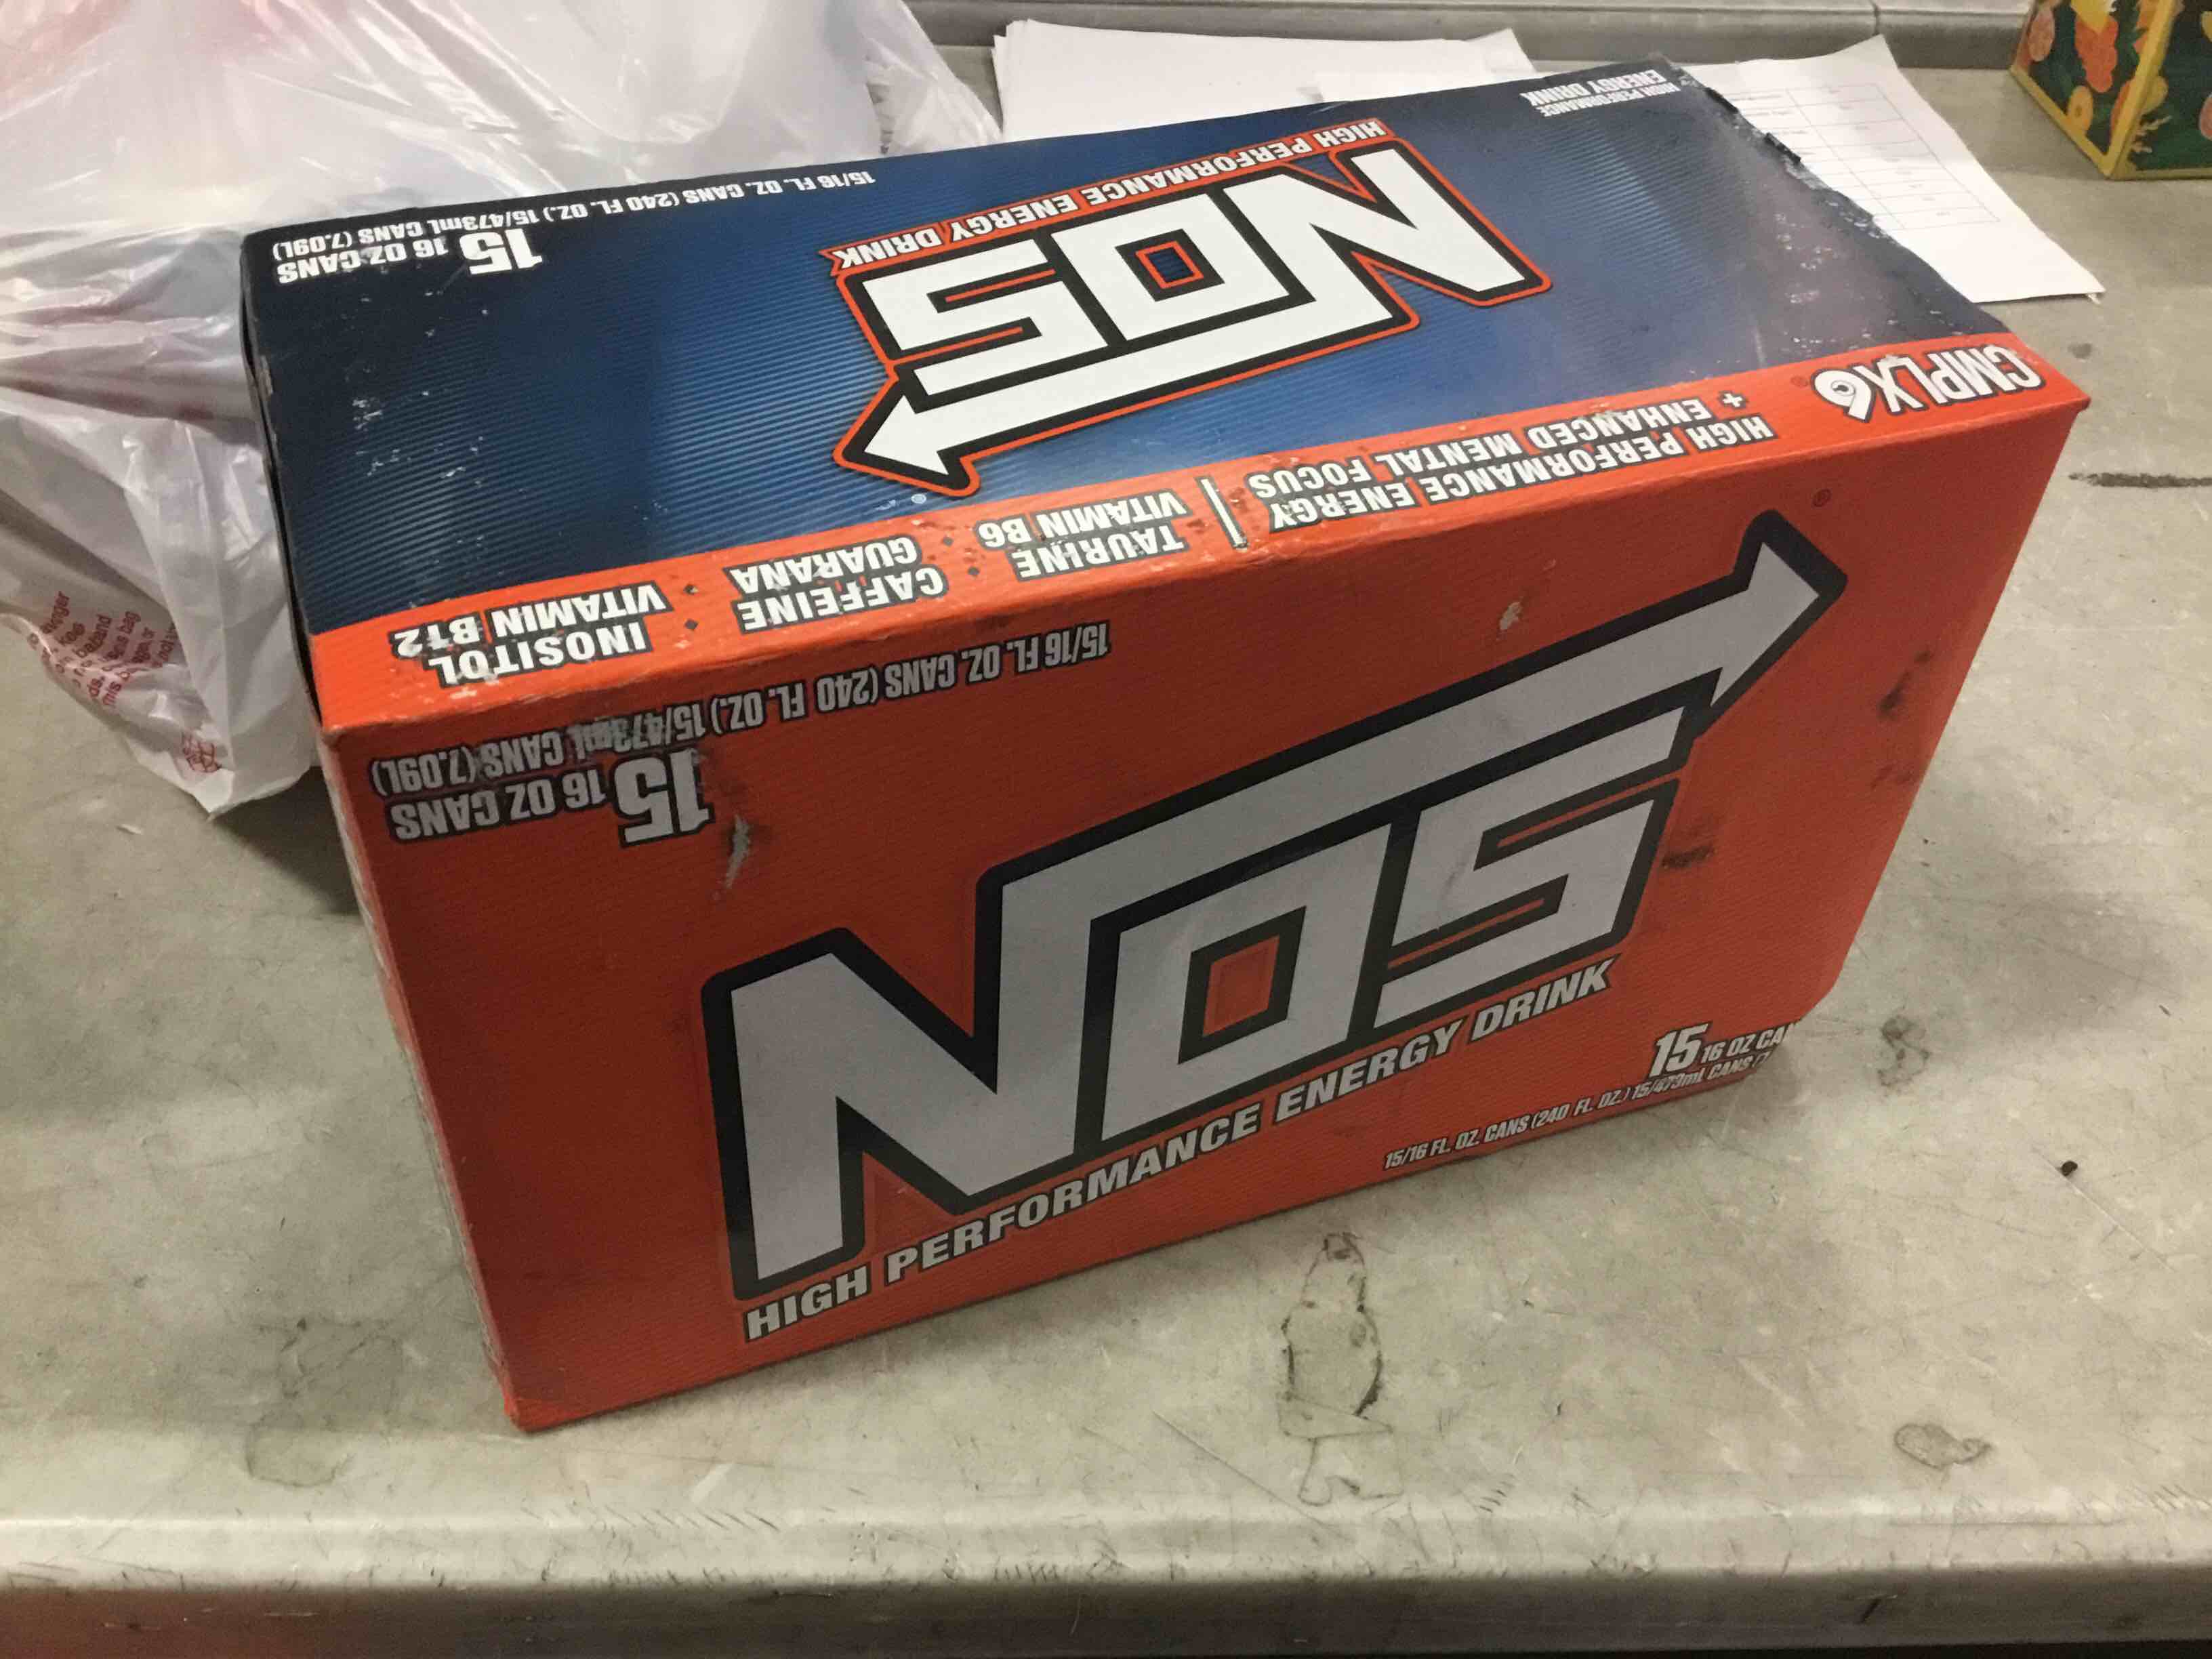 HIGH PERFORMANCE
ENERGY DRINK
HIGH PERFORMANCE ENERGY DRINK
NOS
®
15 16 OZ CANS
15/16 FL. OZ. CANS (240 FL. OZ.) 15/473mL CANS (7.09L)
CMPLX6
HIGH PERFORMANCE ENERGY
+ ENHANCED MENTAL FOCUS
TAURINE · CAFFEINE · INOSITOL
VITAMIN B6 · GUARANA · VITAMIN B12
15/16 FL. OZ. CANS (240 FL. OZ.) 15/473mL CANS (7.09L)
15 16 OZ CANS
NOS
®
HIGH PERFORMANCE ENERGY DRINK
15 16 OZ CA
15/16 FL. OZ. CANS (240 FL. OZ.) 15/473mL CANS (7